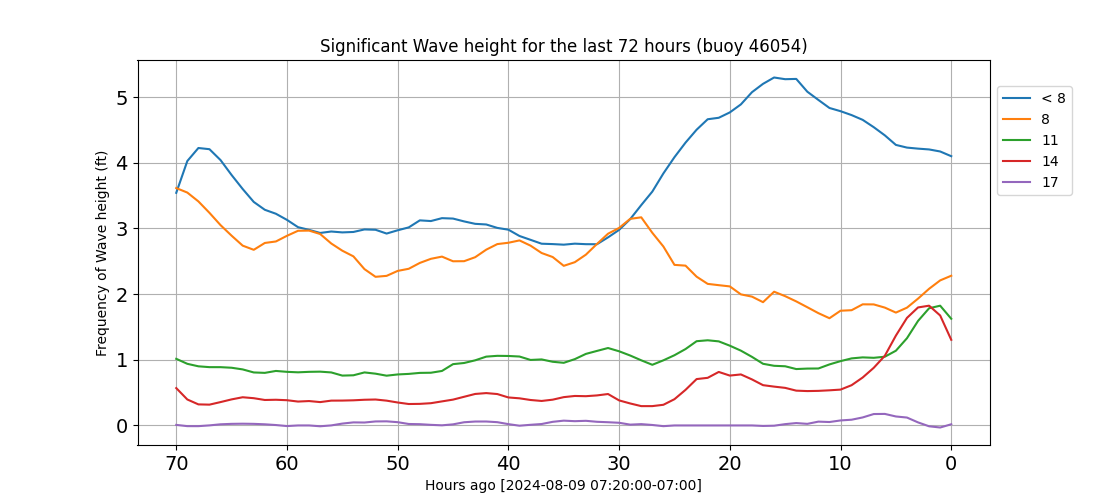 Significant Wave height for the last 72 hours (buoy 46054)
Frequency of Wave height (ft)
5
4
3
2
1
0
70 60 50 40 30 20 10 0
Hours ago [2024-08-09 07:20:00-07:00]
< 8
8
11
14
17